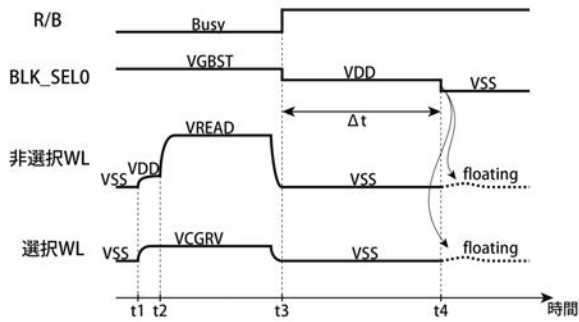 R/B Busy
BLK_SEL0 VGBST VDD VSS
Δt
非選択WL VSS VDD VREAD VSS floating
選択WL VSS VCGRV VSS floating
t1 t2 t3 t4 時間